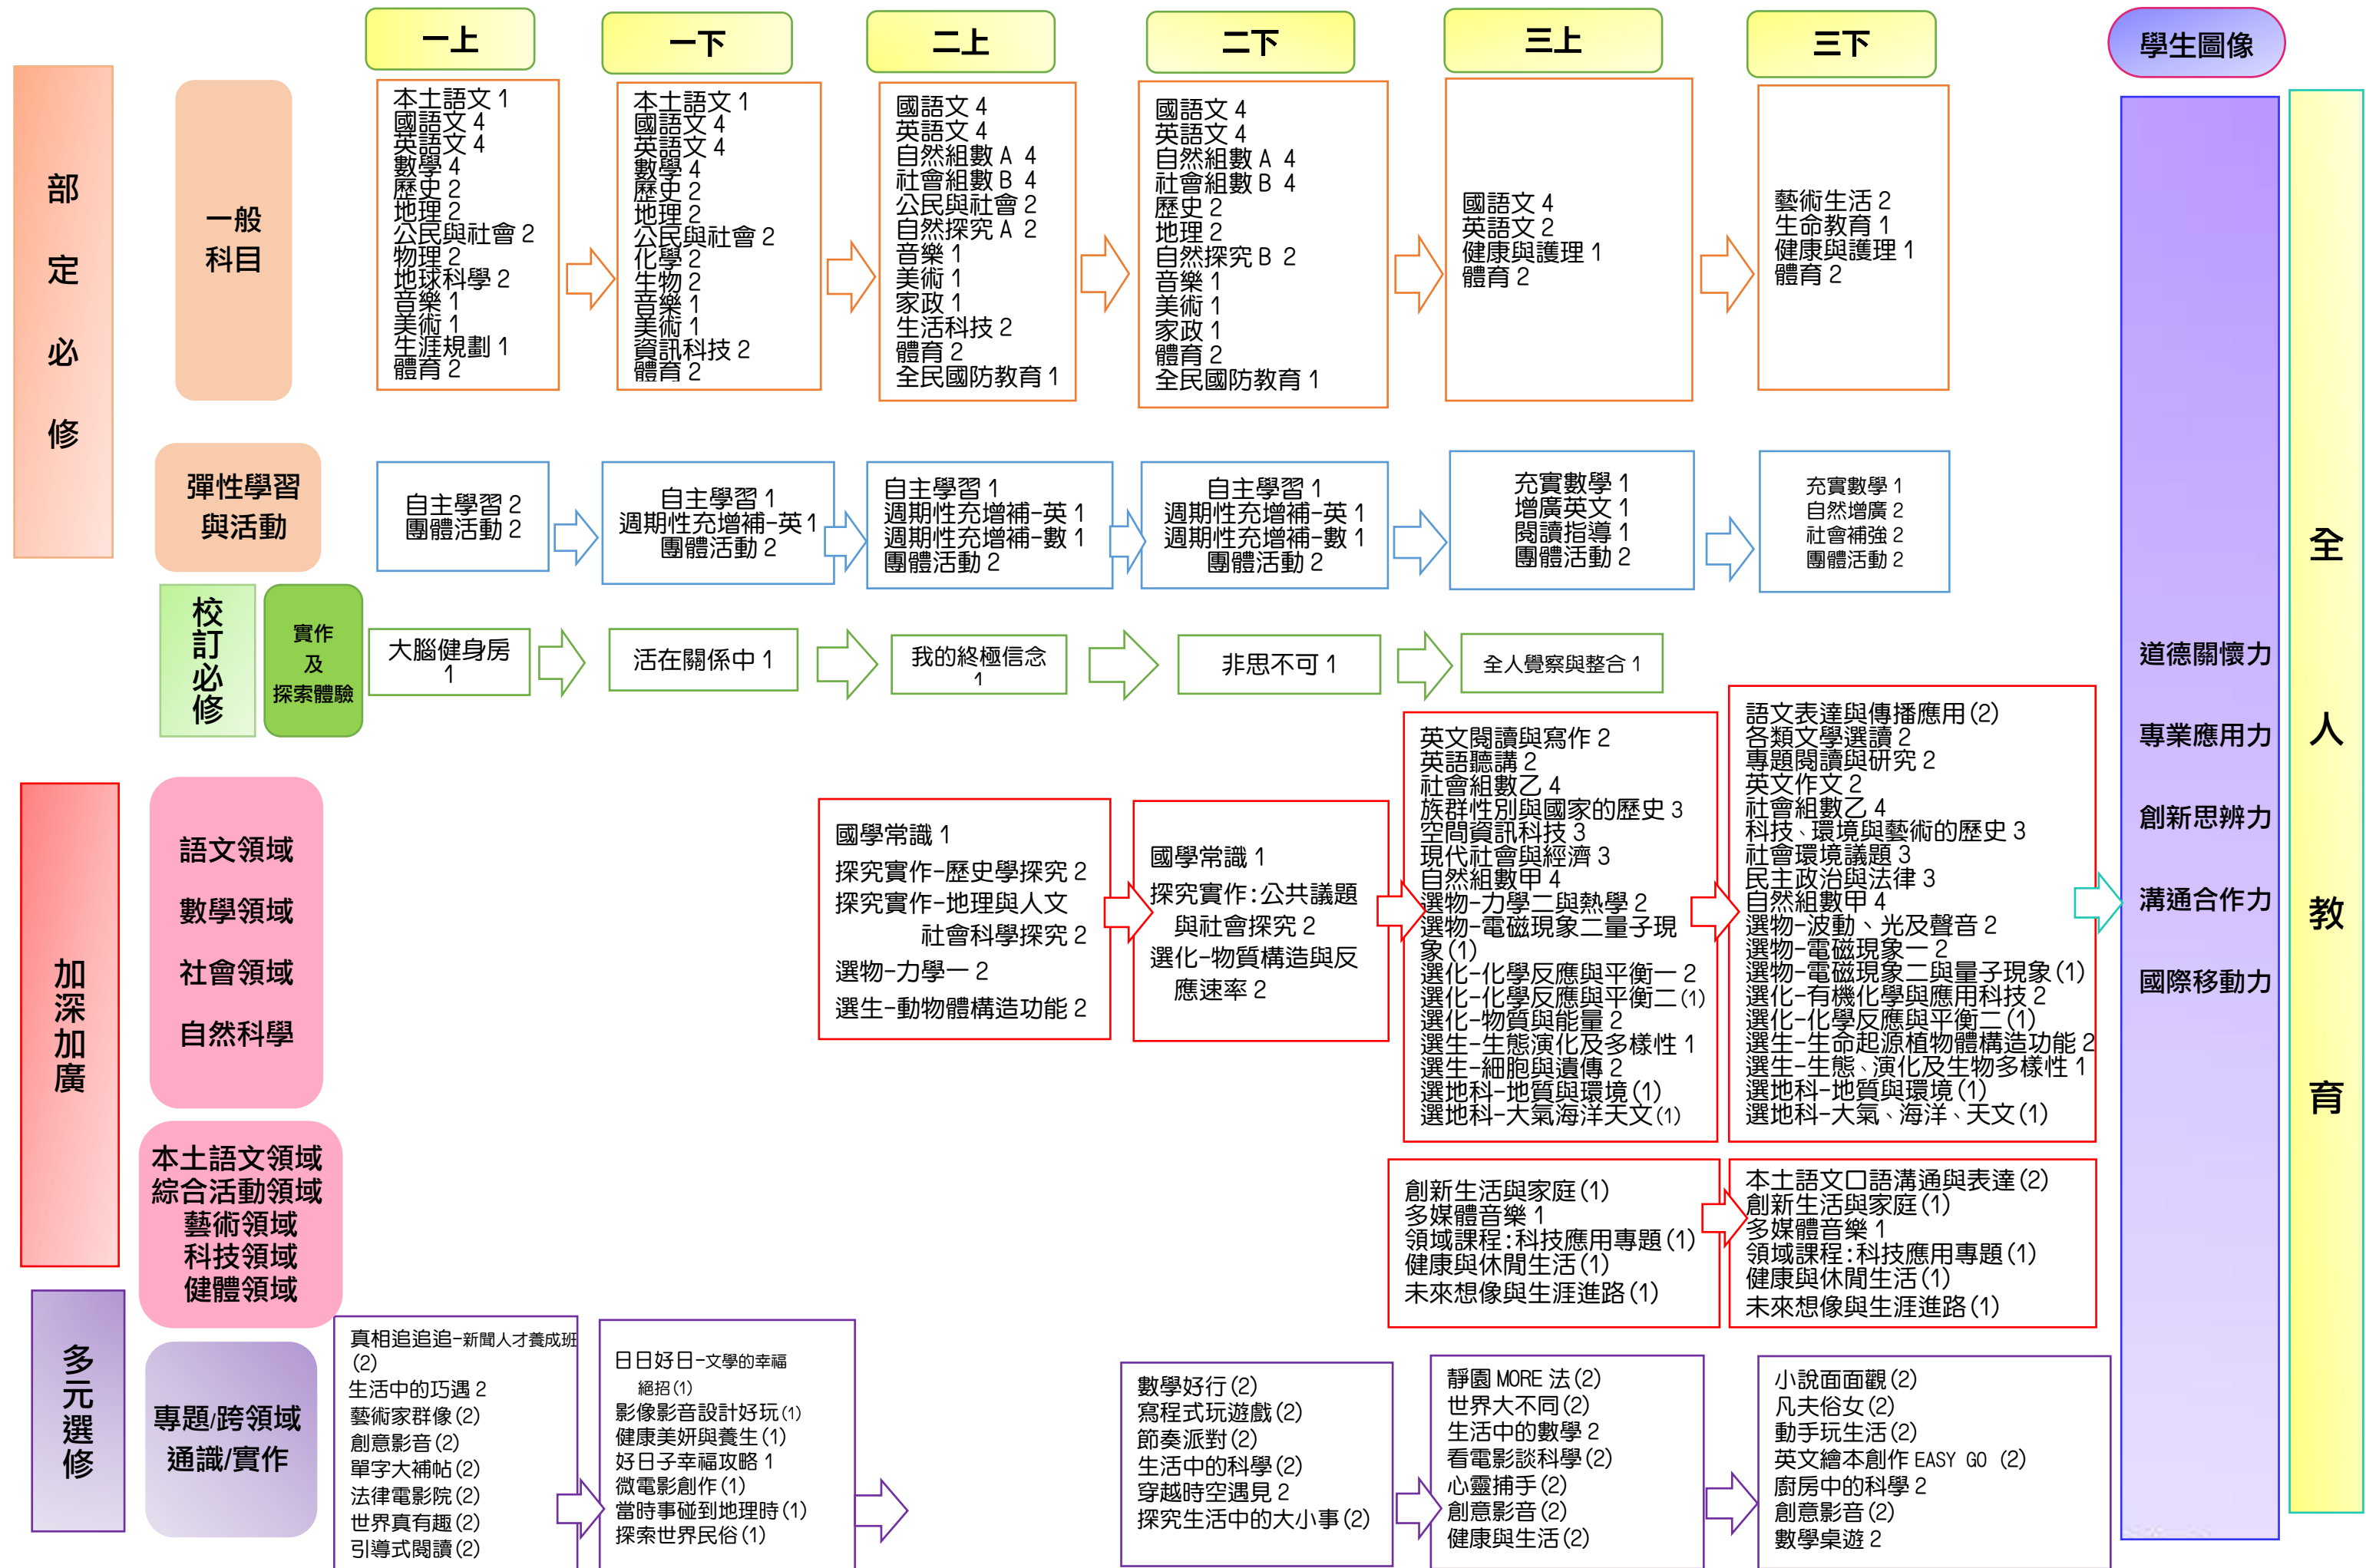 一上
一下
二上
二下
三上
三下
學生圖像
部
定
必
修
一般
科目
本土語文 1
國語文 4
英語文 4
數學 4
歷史 2
地理 2
公民與社會 2
物理 2
地球科學 2
音樂 1
美術 1
生涯規劃 1
體育 2
本土語文 1
國語文 4
英語文 4
數學 4
歷史 2
地理 2
公民與社會 2
化學 2
生物 2
音樂 1
美術 1
資訊科技 2
體育 2
國語文 4
英語文 4
自然組數 A 4
社會組數 B 4
公民與社會 2
自然探究 A 2
音樂 1
美術 1
家政 1
生活科技 2
體育 2
全民國防教育 1
國語文 4
英語文 4
自然組數 A 4
社會組數 B 4
歷史 2
地理 2
自然探究 B 2
音樂 1
美術 1
家政 1
體育 2
全民國防教育 1
國語文 4
英語文 2
健康與護理 1
體育 2
藝術生活 2
生命教育 1
健康與護理 1
體育 2
彈性學習
與活動
自主學習 2
團體活動 2
自主學習 1
週期性充增補-英 1
團體活動 2
自主學習 1
週期性充增補-英 1
週期性充增補-數 1
團體活動 2
自主學習 1
週期性充增補-英 1
週期性充增補-數 1
團體活動 2
充實數學 1
增廣英文 1
閱讀指導 1
團體活動 2
充實數學 1
自然增廣 2
社會補強 2
團體活動 2
校
訂
必
修
實作
及
探索體驗
大腦健身房
1
活在關係中 1
我的終極信念
1
非思不可 1
全人覺察與整合 1
加
深
加
廣
語文領域
數學領域
社會領域
自然科學
國學常識 1
探究實作-歷史學探究 2
探究實作-地理與人文
社會科學探究 2
選物-力學一 2
選生-動物體構造功能 2
國學常識 1
探究實作:公共議題
與社會探究 2
選化-物質構造與反
應速率 2
英文閱讀與寫作 2
英語聽講 2
社會組數乙 4
族群性別與國家的歷史 3
空間資訊科技 3
現代社會與經濟 3
自然組數甲 4
選物-力學二與熱學 2
選物-電磁現象二量子現
象(1)
選化-化學反應與平衡一 2
選化-化學反應與平衡二(1)
選化-物質與能量 2
選生-生態演化及多樣性 1
選生-細胞與遺傳 2
選地科-地質與環境(1)
選地科-大氣海洋天文(1)
語文表達與傳播應用(2)
各類文學選讀 2
專題閱讀與研究 2
英文作文 2
社會組數乙 4
科技、環境與藝術的歷史 3
社會環境議題 3
民主政治與法律 3
自然組數甲 4
選物-波動、光及聲音 2
選物-電磁現象一 2
選物-電磁現象二與量子現象(1)
選化-有機化學與應用科技 2
選化-化學反應與平衡二(1)
選生-生命起源植物體構造功能 2
選生-生態、演化及生物多樣性 1
選地科-地質與環境(1)
選地科-大氣、海洋、天文(1)
本土語文領域
綜合活動領域
藝術領域
科技領域
健體領域
創新生活與家庭(1)
多媒體音樂 1
領域課程:科技應用專題(1)
健康與休閒生活(1)
未來想像與生涯進路(1)
本土語文口語溝通與表達(2)
創新生活與家庭(1)
多媒體音樂 1
領域課程:科技應用專題(1)
健康與休閒生活(1)
未來想像與生涯進路(1)
多
元
選
修
專題/跨領域
通識/實作
真相追追追-新聞人才養成班
(2)
生活中的巧遇 2
藝術家群像(2)
創意影音(2)
單字大補帖(2)
法律電影院(2)
世界真有趣(2)
引導式閱讀(2)
日日好日-文學的幸福
絕招(1)
影像影音設計好玩(1)
健康美妍與養生(1)
好日子幸福攻略 1
微電影創作(1)
當時事碰到地理時(1)
探索世界民俗(1)
數學好行(2)
寫程式玩遊戲(2)
節奏派對(2)
生活中的科學(2)
穿越時空遇見 2
探究生活中的大小事(2)
靜園 MORE 法(2)
世界大不同(2)
生活中的數學 2
看電影談科學(2)
心靈捕手(2)
創意影音(2)
健康與生活(2)
小說面面觀(2)
凡夫俗女(2)
動手玩生活(2)
英文繪本創作 EASY GO (2)
廚房中的科學 2
創意影音(2)
數學桌遊 2
道德關懷力
專業應用力
創新思辨力
溝通合作力
國際移動力
全
人
教
育